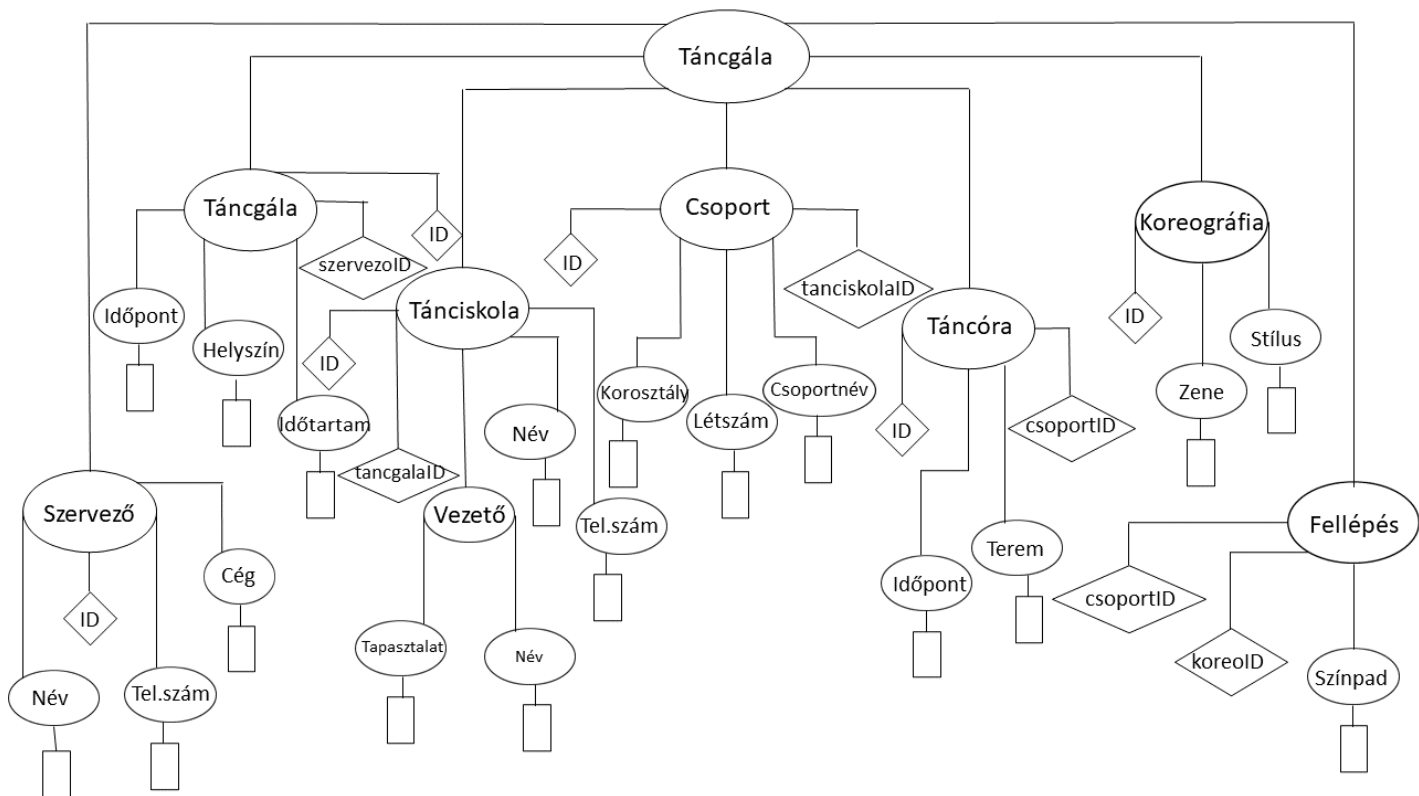 Táncgála
Táncgála
Csoport
Koreográfia
ID
ID
szervezoID
tanciskolaID
ID
Időpont
Tánciskola
Táncóra
Helyszín
ID
Stílus
Korosztály
Csoportnév
Zene
Időtartam
Létszám
Név
ID
csoportID
tancgalaID
Szervező
Vezető
Tel.szám
Fellépés
Terem
Cég
Időpont
csoportID
ID
Tapasztalat
Név
koreoID
Színpad
Név
Tel.szám